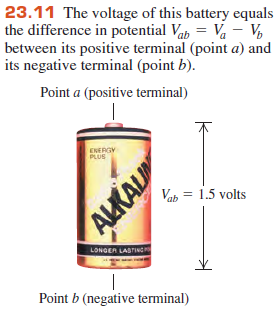 23.11 The voltage of this battery equals
the difference in potential Vab = Va − Vb
between its positive terminal (point a) and
its negative terminal (point b).
Point a (positive terminal)
ENERGY
PLUS
ALKALIN
Vab = 1.5 volts
LONGER LASTING
Point b (negative terminal)